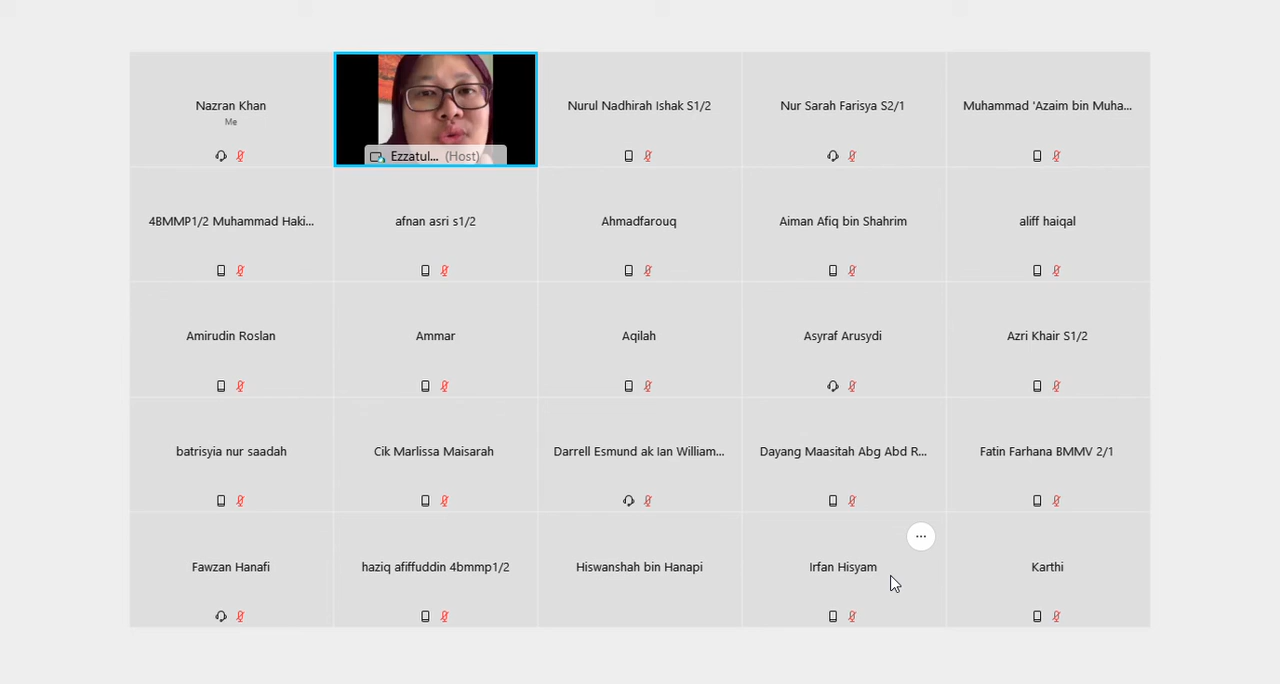 Nazran Khan
Me
Ezzatul... (Host)
Nurul Nadhirah Ishak S1/2
Nur Sarah Farisya S2/1
Muhammad 'Azaim bin Muha...
4BMMP1/2 Muhammad Haki...
afnan asri s1/2
Ahmadfarouq
Aiman Afiq bin Shahrim
aliff haiqal
Amirudin Roslan
Ammar
Aqilah
Asyraf Arusydi
Azri Khair S1/2
batrisyia nur saadah
Cik Marlissa Maisarah
Darrell Esmund ak Ian William...
Dayang Maasitah Abg Abd R...
Fatin Farhana BMMV 2/1
Fawzan Hanafi
haziq afiffuddin 4bmmp1/2
Hiswanshah bin Hanapi
Irfan Hisyam
Karthi